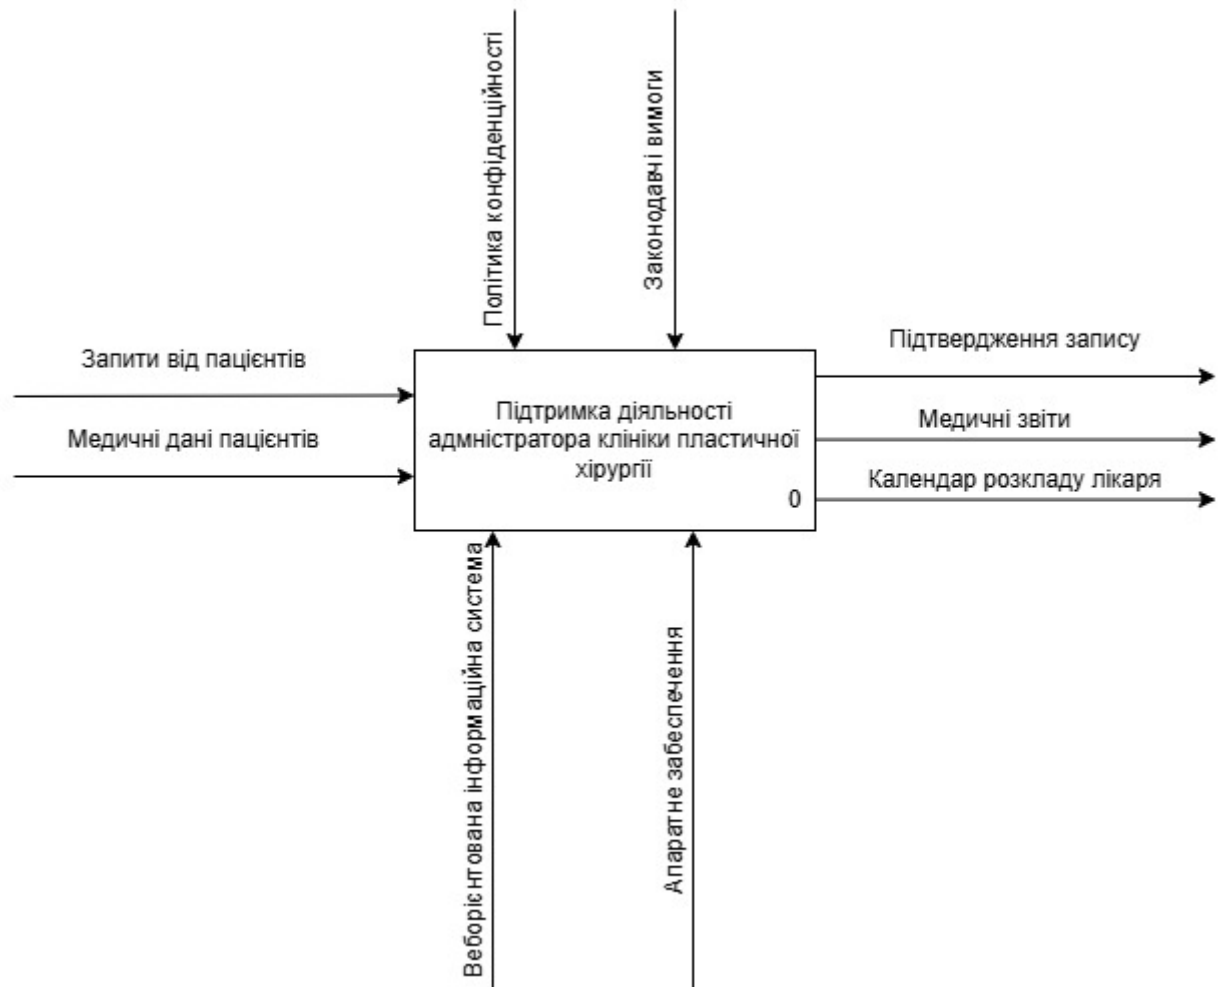 Політика конфіденційності
Законодавчі вимоги
Запити від пацієнтів
Медичні дані пацієнтів
Підтримка діяльності
адмністратора клініки пластичної
хірургії
0
Підтвердження запису
Медичні звіти
Календар розкладу лікаря
Веборієнтована інформаційна система
Апаратне забеспечення